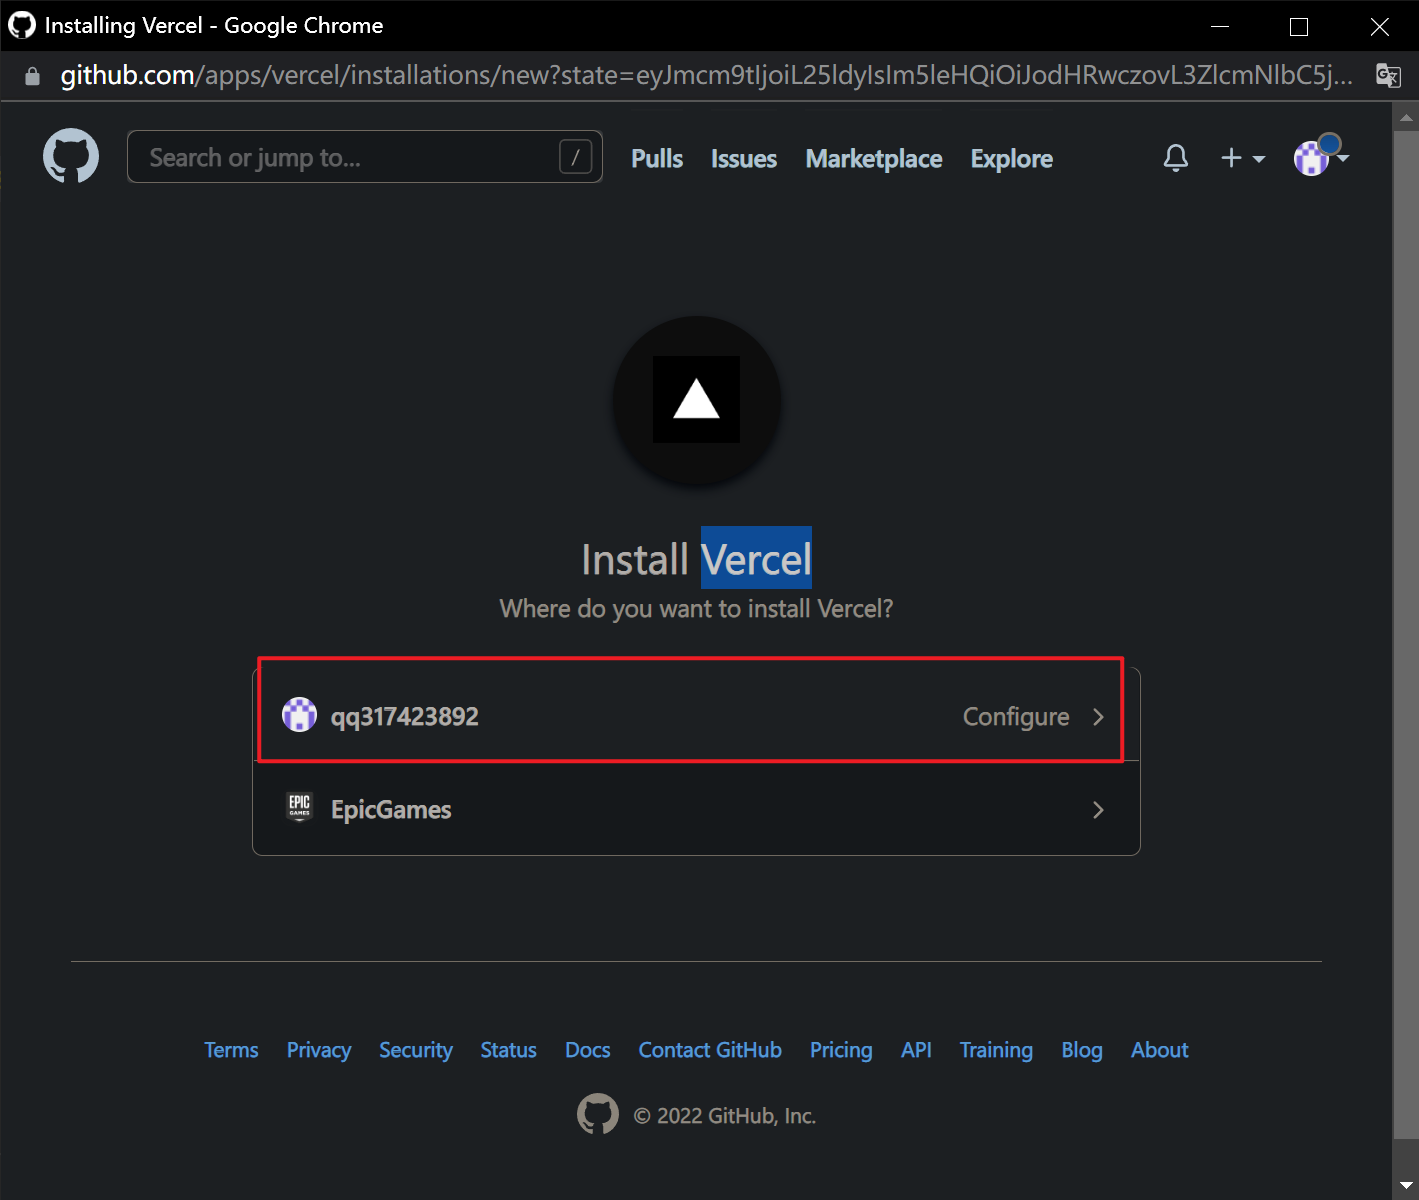 Installing Vercel - Google Chrome
github.com/apps/vercel/installations/new?state=eyJmcm9tIjoiL25ldyIsIm5leHQiOiJodHRwczovL3ZlcmNlbC5j...
Search or jump to... / Pulls Issues Marketplace Explore
Install Vercel
Where do you want to install Vercel?
qq317423892 Configure
EPIC GAMES EpicGames
Terms Privacy Security Status Docs Contact GitHub Pricing API Training Blog About
© 2022 GitHub, Inc.